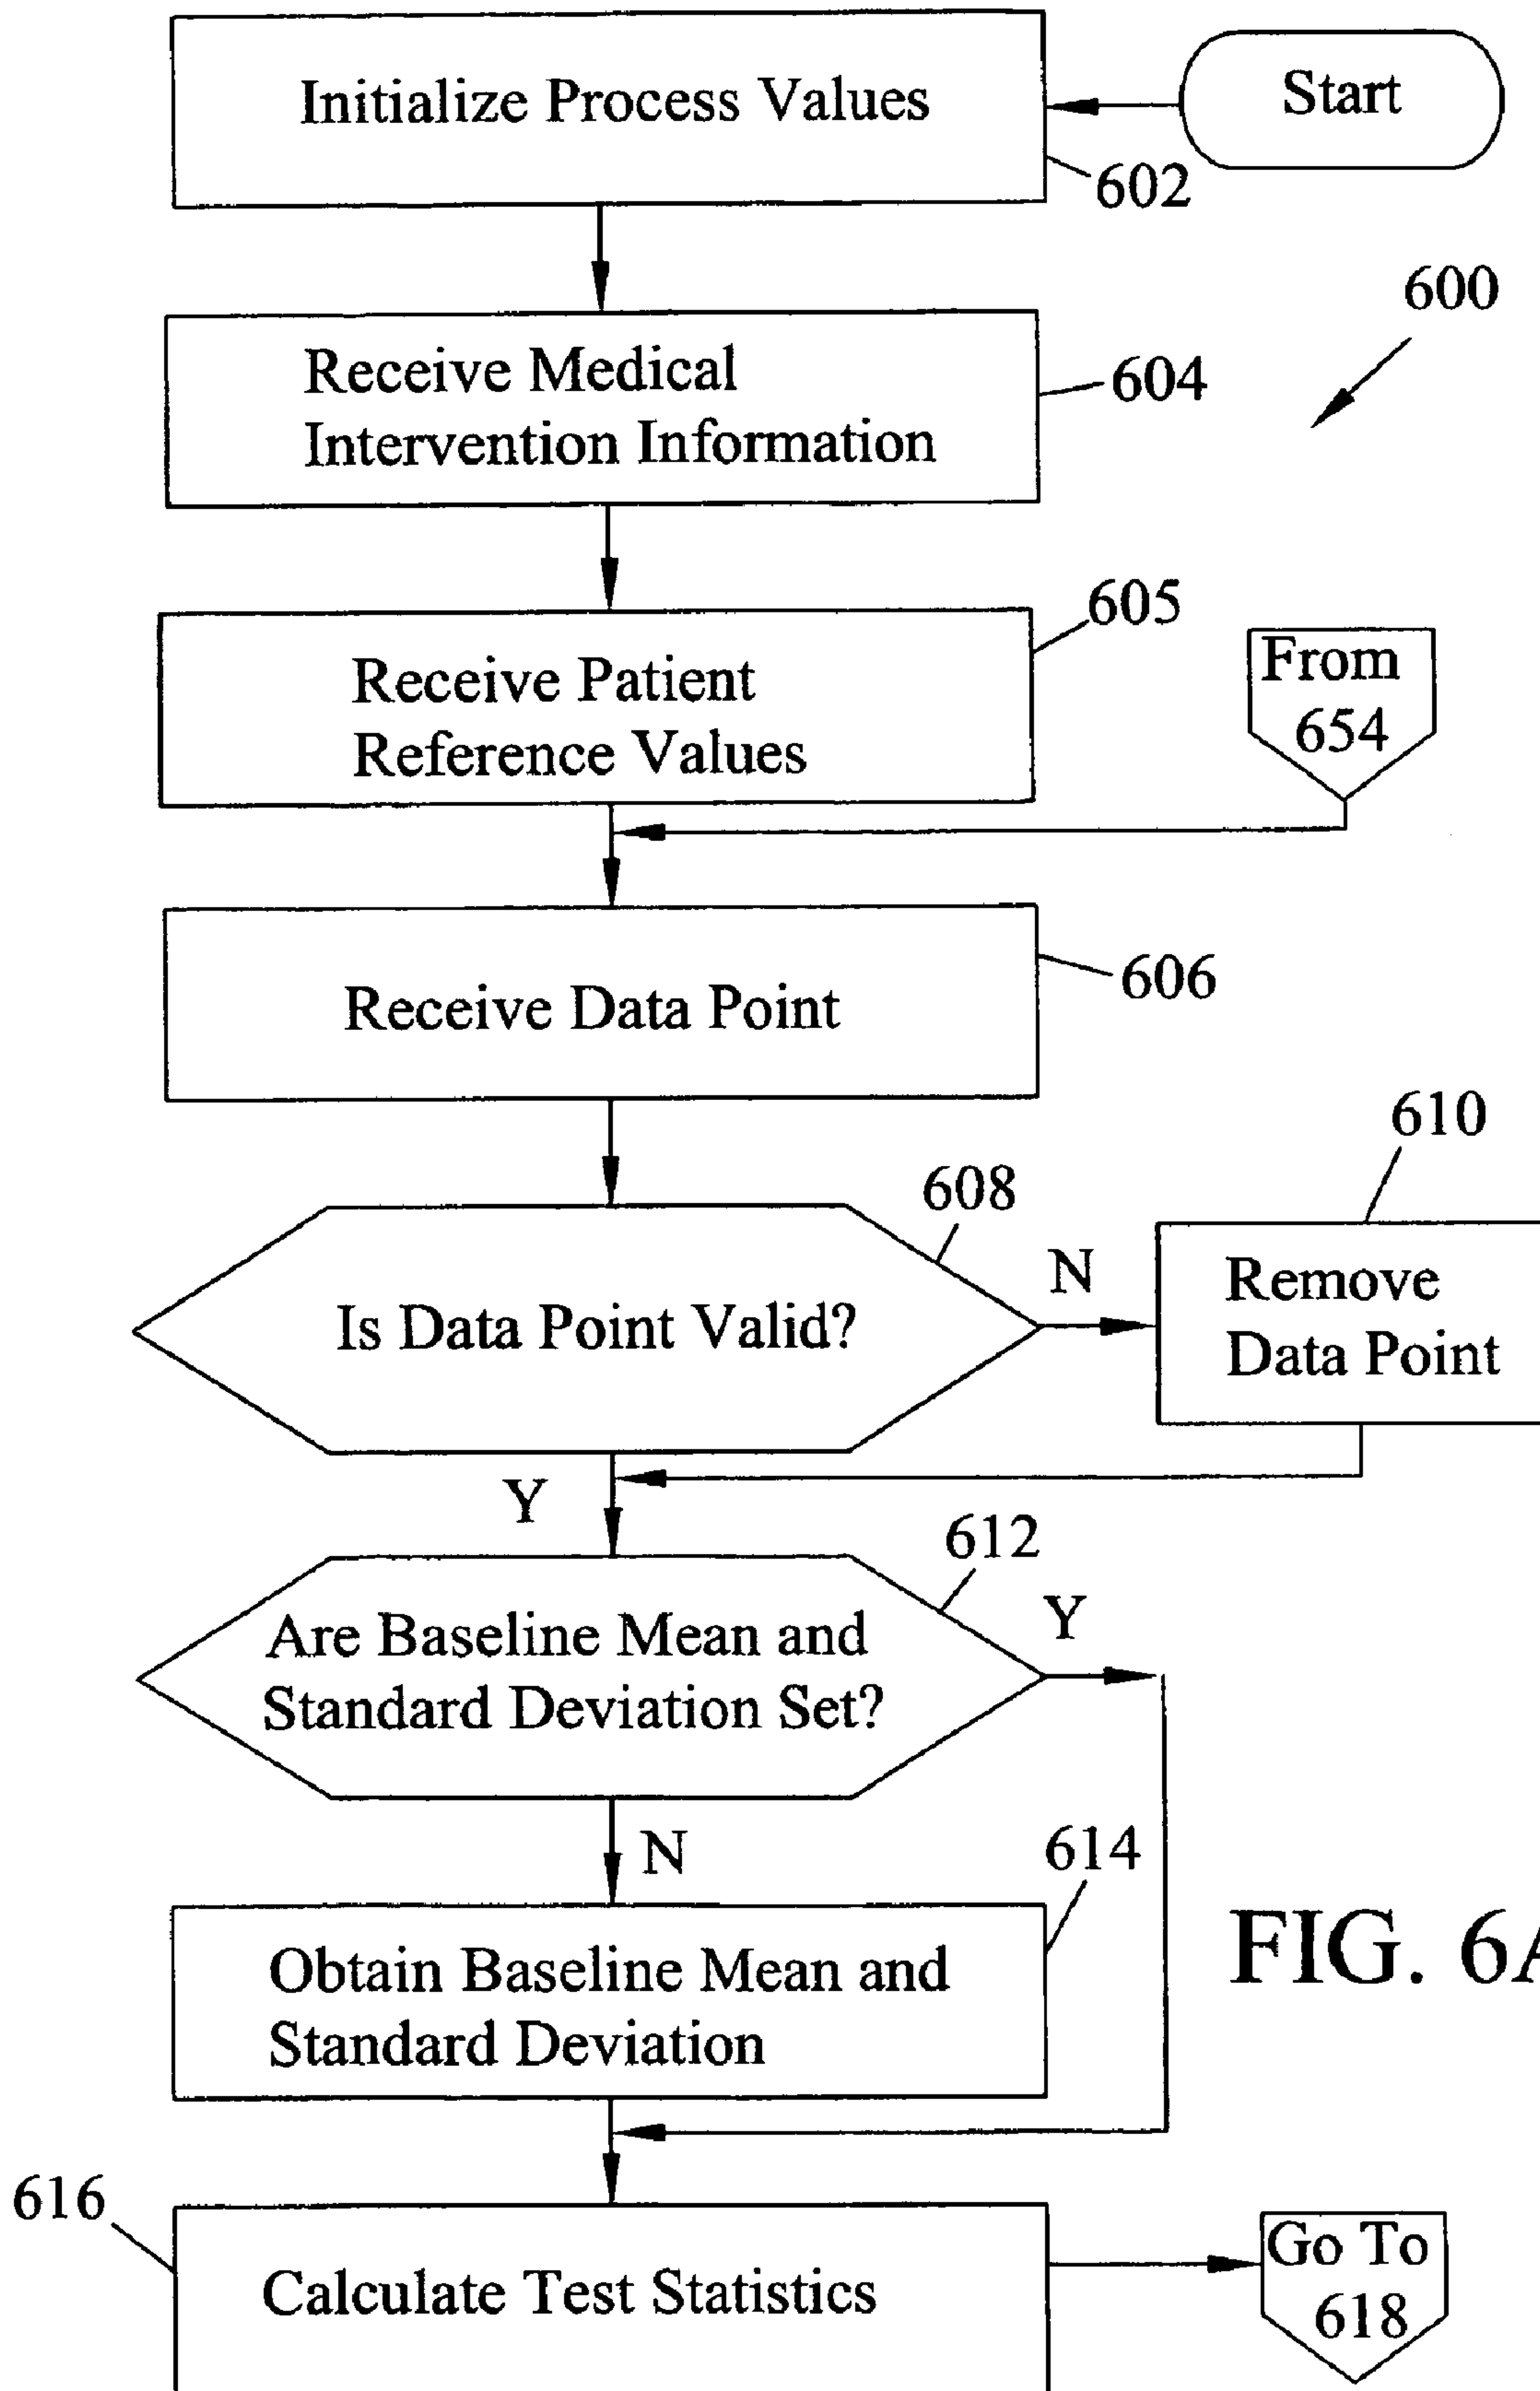 Initialize Process Values
Start
602
600
Receive Medical
Intervention Information
604
605
Receive Patient
Reference Values
From
654
Receive Data Point
606
610
608
Is Data Point Valid?
N
Remove
Data Point
Y
612
Are Baseline Mean and
Standard Deviation Set?
Y
N
614
Obtain Baseline Mean and
Standard Deviation
FIG. 6A
616
Calculate Test Statistics
Go To
618